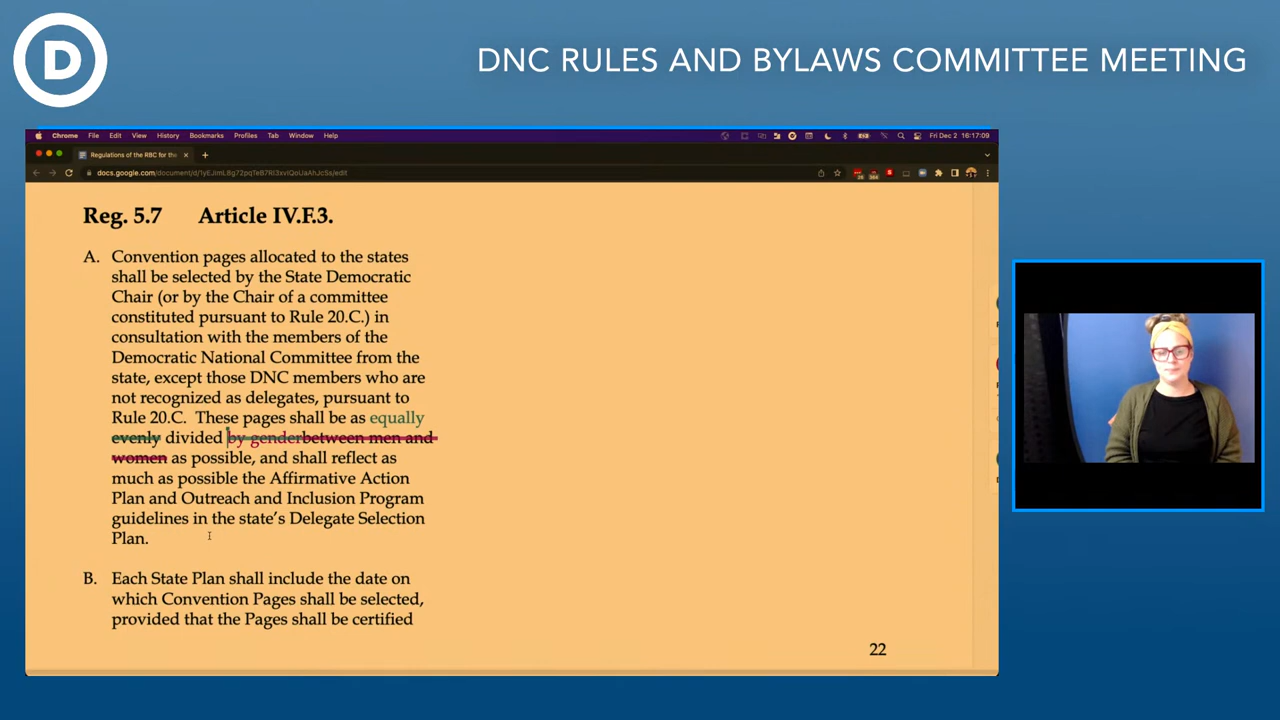 D
DNC RULES AND BYLAWS COMMITTEE MEETING
Chrome File Edit View History Bookmarks Profiles Tab Window Help
Fri Dec 2 16:17:09
Regulations of the RBC for the
Reg. 5.7 Article IV.F.3.
A. Convention pages allocated to the states
shall be selected by the State Democratic
Chair (or by the Chair of a committee
constituted pursuant to Rule 20.C.) in
consultation with the members of the
Democratic National Committee from the
state, except those DNC members who are
not recognized as delegates, pursuant to
Rule 20.C. These pages shall be as equally
evenly divided by genderbetween men and
women as possible, and shall reflect as
much as possible the Affirmative Action
Plan and Outreach and Inclusion Program
guidelines in the state's Delegate Selection
Plan.
B. Each State Plan shall include the date on
which Convention Pages shall be selected,
provided that the Pages shall be certified
22